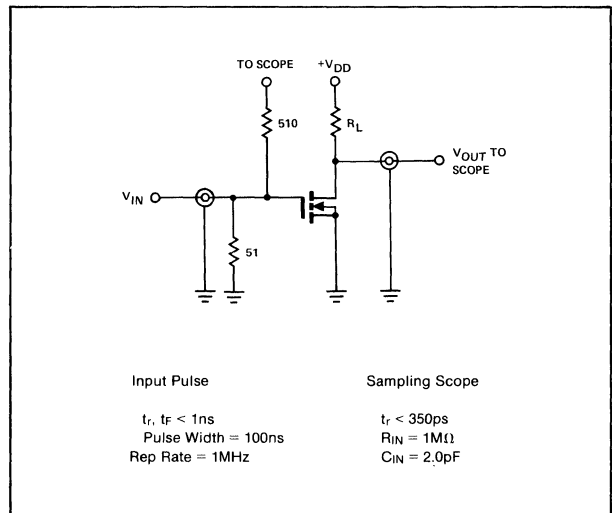 TO SCOPE
+VDD
510
RL
VOUT TO
SCOPE
VIN
51
Input Pulse
tr, tF < 1ns
Pulse Width = 100ns
Rep Rate = 1MHz
Sampling Scope
tr < 350ps
RIN = 1MΩ
CIN = 2.0pF